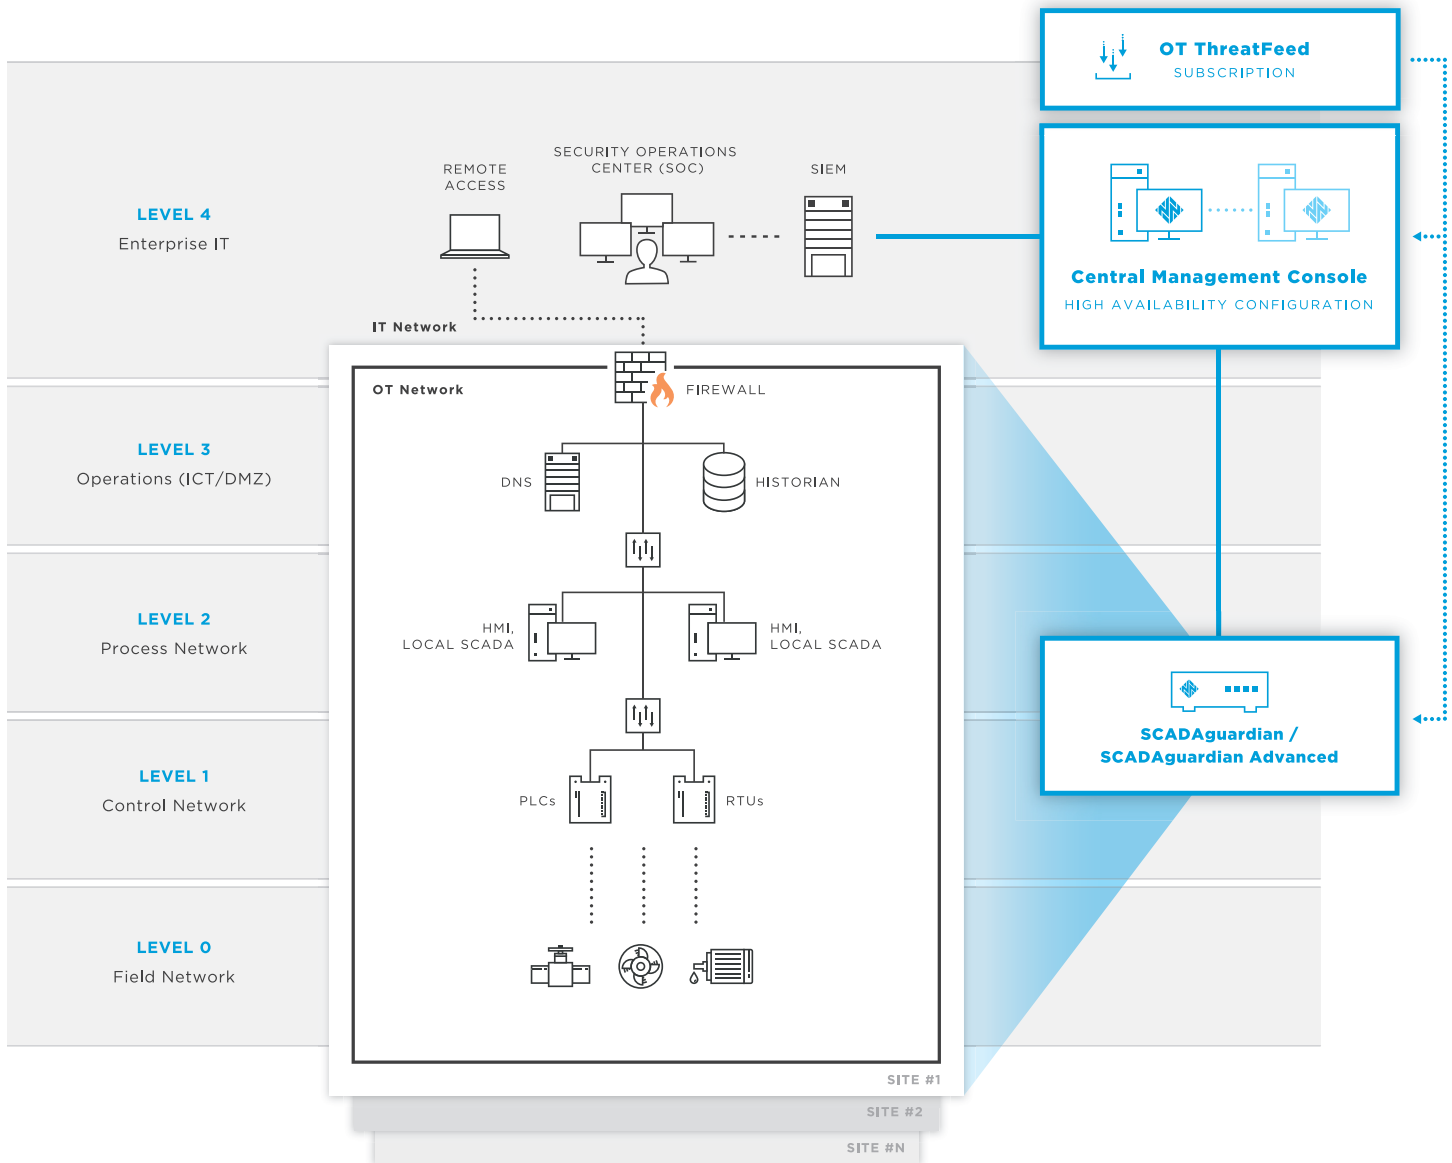 OT ThreatFeed
SUBSCRIPTION
SECURITY OPERATIONS
CENTER (SOC)
REMOTE
ACCESS
SIEM
LEVEL 4
Enterprise IT
Central Management Console
HIGH AVAILABILITY CONFIGURATION
IT Network
OT Network
FIREWALL
LEVEL 3
Operations (ICT/DMZ)
DNS
HISTORIAN
LEVEL 2
Process Network
HMI,
LOCAL SCADA
HMI,
LOCAL SCADA
SCADAguardian /
SCADAguardian Advanced
LEVEL 1
Control Network
PLCs
RTUs
LEVEL 0
Field Network
SITE #1
SITE #2
SITE #N